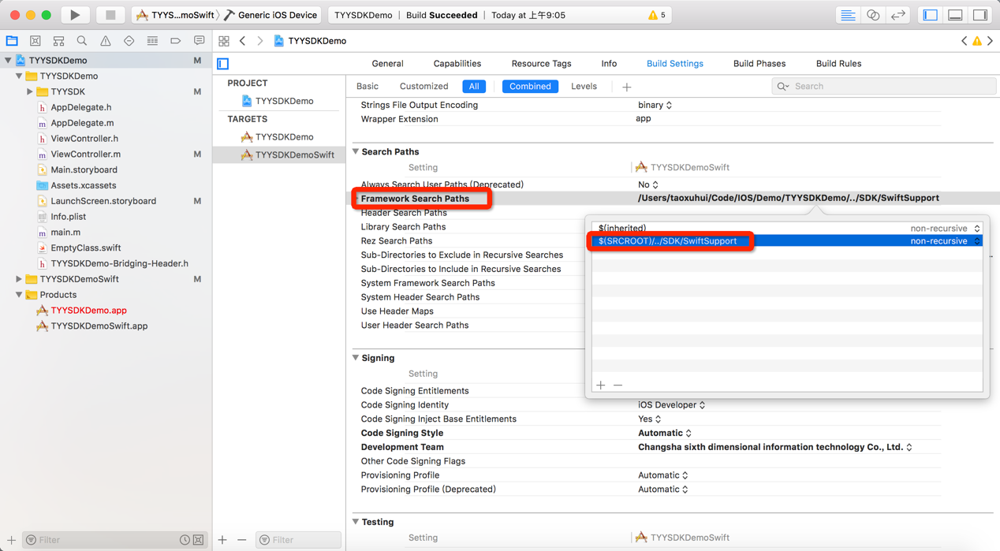 TYYS...moSwift Generic iOS Device
TYYSDKDemo | Build Succeeded | Today at 上午9:05
5
TYYSDKDemo
TYYSDKDemo M
TYYSDKDemo
TYYSDK M
AppDelegate.h
AppDelegate.m
ViewController.h
ViewController.m M
Main.storyboard
Assets.xcassets
LaunchScreen.storyboard M
Info.plist
main.m
EmptyClass.swift
TYYSDKDemo-Bridging-Header.h
TYYSDKDemoSwift M
Products
TYYSDKDemo.app
TYYSDKDemoSwift.app
Filter
PROJECT
TYYSDKDemo
TARGETS
TYYSDKDemo
TYYSDKDemoSwift
Filter
General Capabilities Resource Tags Info Build Settings Build Phases Build Rules
Basic Customized All Combined Levels Search
Strings File Output Encoding binary
Wrapper Extension app
Search Paths
Setting TYYSDKDemoSwift
Always Search User Paths (Deprecated) No
Framework Search Paths /Users/taoxuhui/Code/IOS/Demo/TYYSDKDemo/../SDK/SwiftSupport
Header Search Paths
Library Search Paths
Rez Search Paths
Sub-Directories to Exclude in Recursive Searches
Sub-Directories to Include in Recursive Searches
System Framework Search Paths
System Header Search Paths
Use Header Maps
User Header Search Paths
$(inherited) non-recursive
$(SRCROOT)/../SDK/SwiftSupport non-recursive
Signing
Setting
Code Signing Entitlements
Code Signing Identity iOS Developer
Code Signing Inject Base Entitlements Yes
Code Signing Style Automatic
Development Team Changsha sixth dimensional information technology Co., Ltd.
Other Code Signing Flags
Provisioning Profile Automatic
Provisioning Profile (Deprecated) Automatic
Testing
Setting TYYSDKDemoSwift